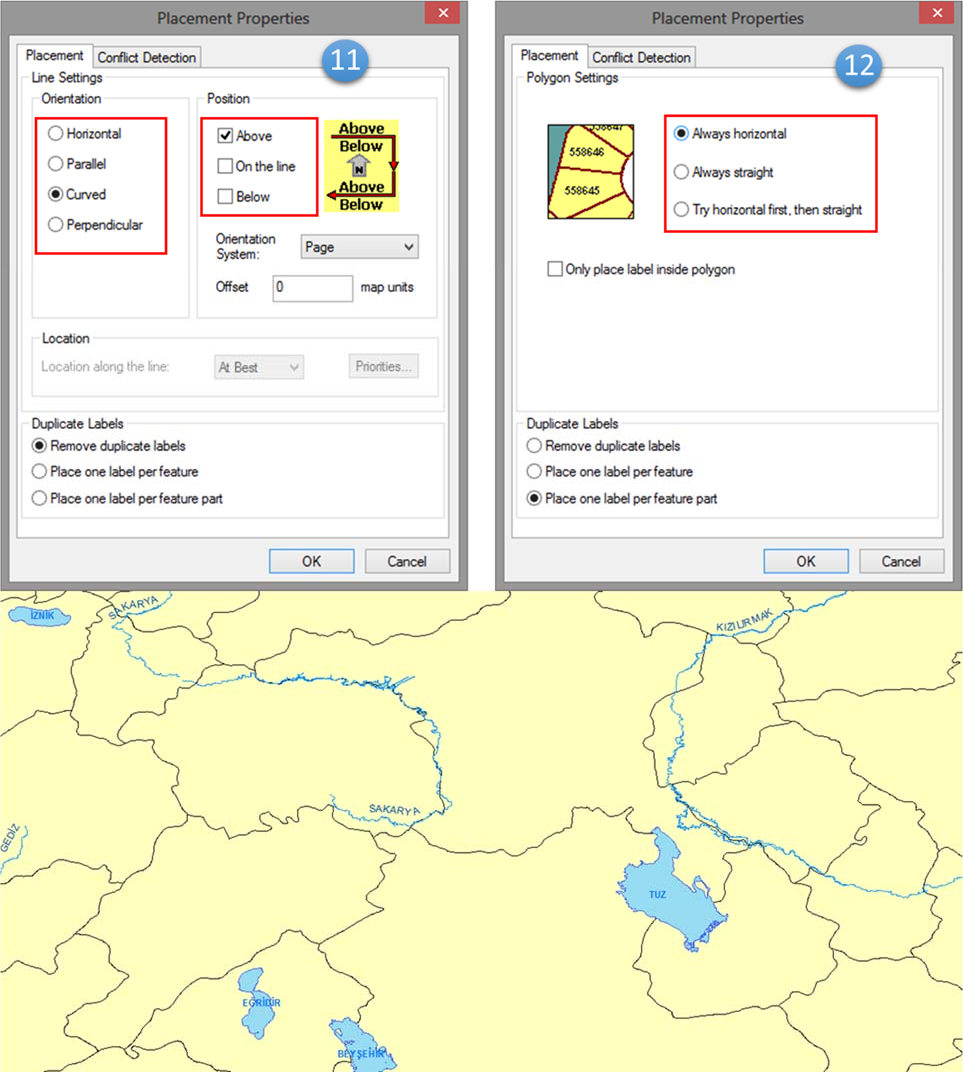 Placement Properties
11
Placement
Conflict Detection
Line Settings
Orientation
Horizontal
Parallel
Curved
Perpendicular
Position
Above
On the line
Below
Above
Below
N
Above
Below
Orientation
System:
Page
Offset
0
map units
Location
Location along the line:
At Best
Priorities...
Duplicate Labels
Remove duplicate labels
Place one label per feature
Place one label per feature part
OK
Cancel
Placement Properties
12
Placement
Conflict Detection
Polygon Settings
558647
558646
558645
Always horizontal
Always straight
Try horizontal first, then straight
Only place label inside polygon
Duplicate Labels
Remove duplicate labels
Place one label per feature
Place one label per feature part
OK
Cancel
İZNİK
SAKARYA
KIZILIRMAK
SAKARYA
GEDİZ
TUZ
EĞRİDİR
BEYŞEHİR